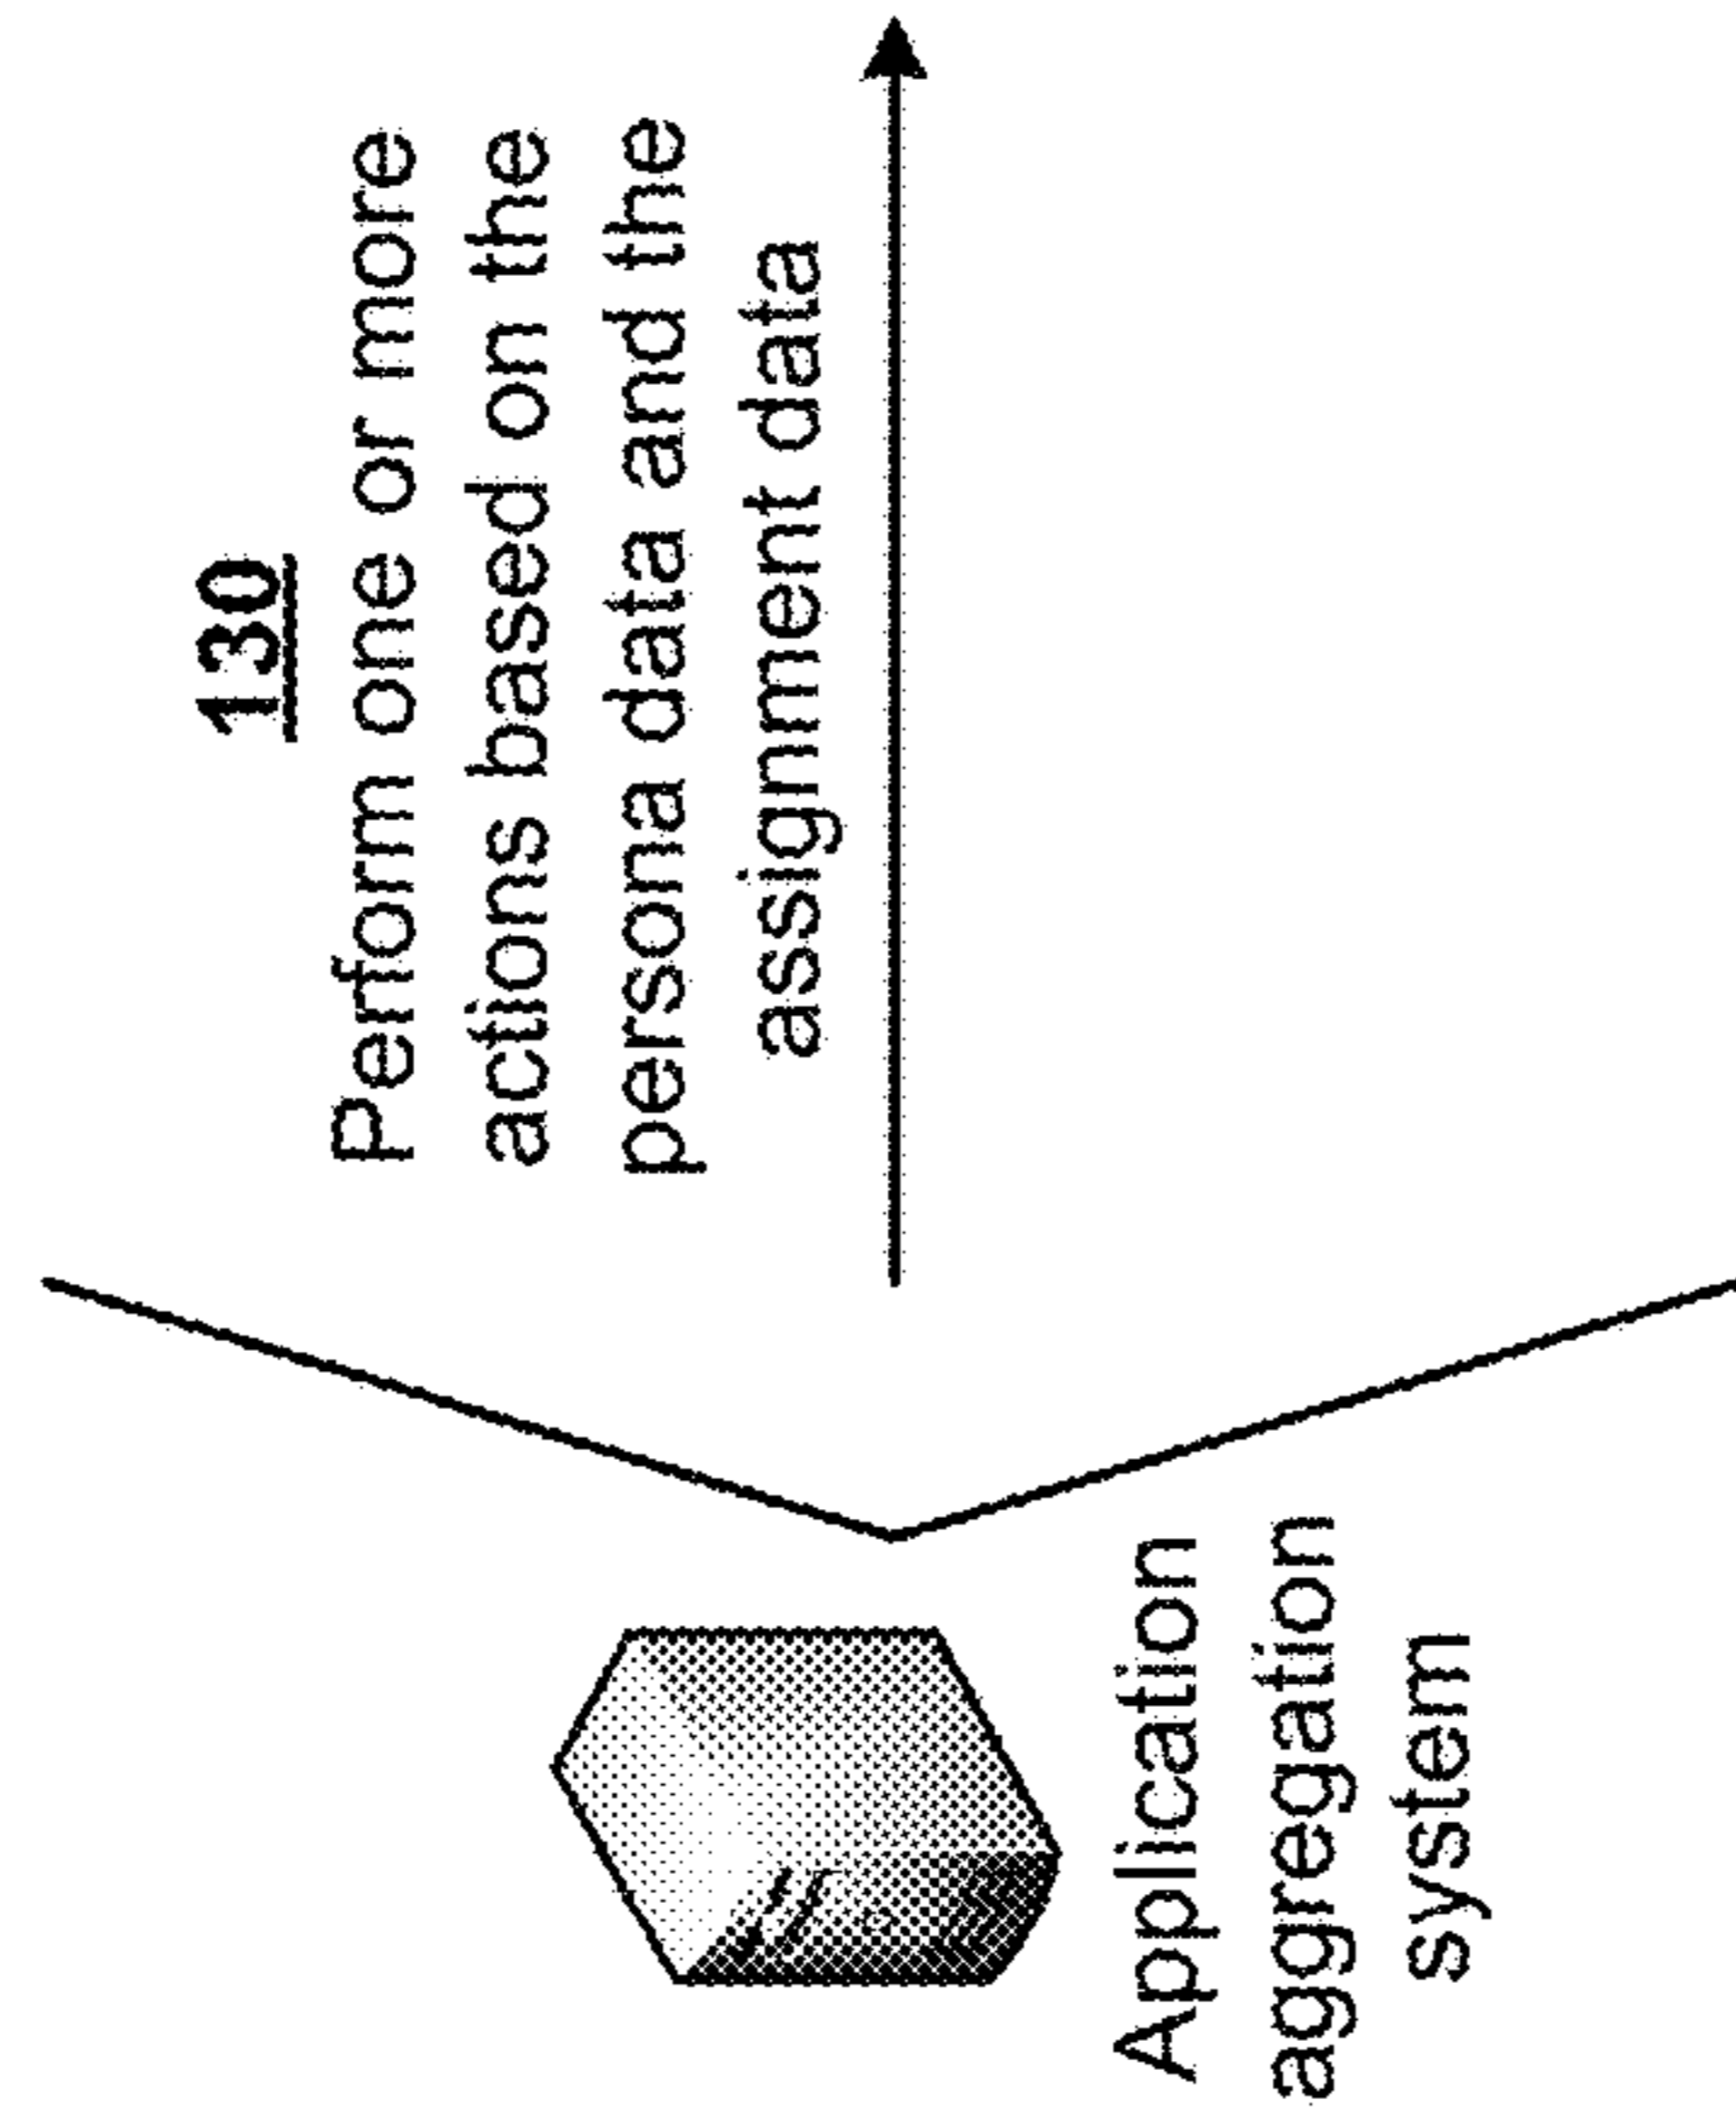 130
Perform one or more
actions based on the
persona data and the
assignment data
Application
aggregation
system